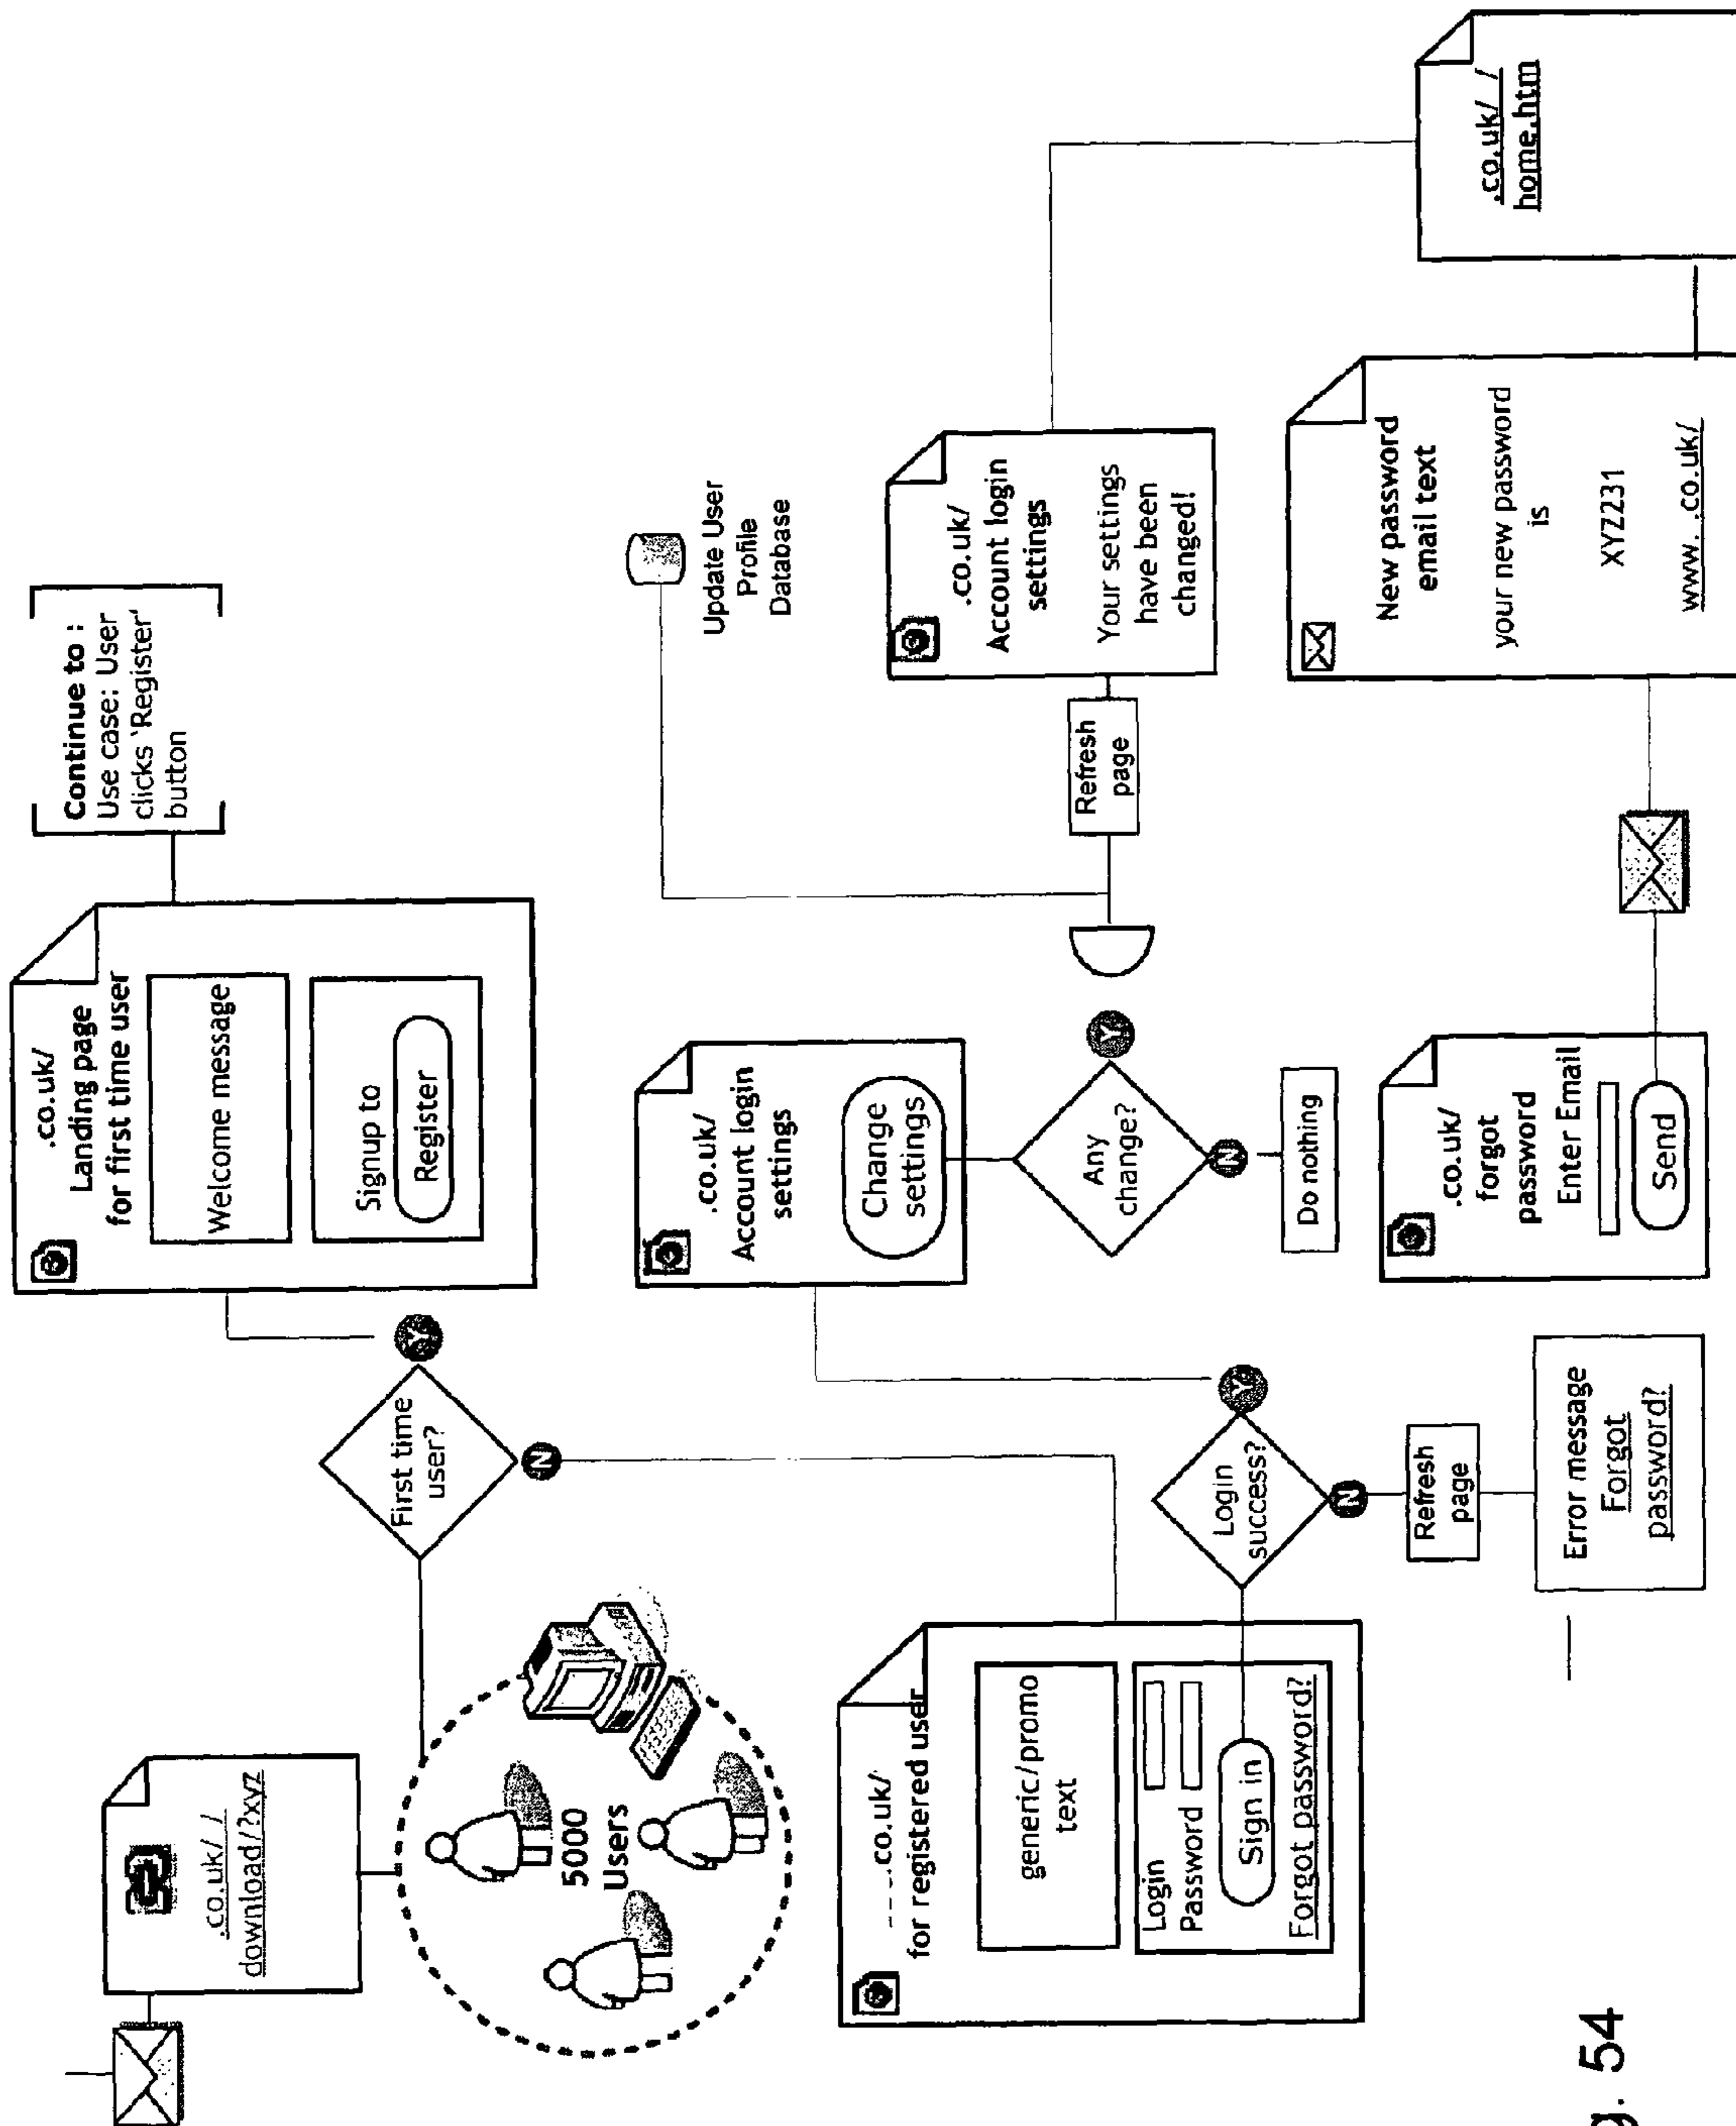 .co.uk/ /
download/?xyz
5000
Users
First time
user?
Y
N
.co.uk/
Landing page
for first time user
Welcome message
Signup to
Register
Continue to :
Use case: User
clicks 'Register'
button
.co.uk/
for registered user
generic/promo
text
Login
Password
Sign in
Forgot password?
Login
success?
Y
N
Refresh
page
Error message
Forgot
password?
.co.uk/
Account login
settings
Change
settings
Any
change?
Y
N
Do nothing
Update User
Profile
Database
Refresh
page
.co.uk/
Account login
settings
Your settings
have been
changed!
.co.uk/
forgot
password
Enter Email
Send
New password
email text
your new password
is
XYZ231
www. .co.uk/
.co.uk/ /
home.htm
g. 54